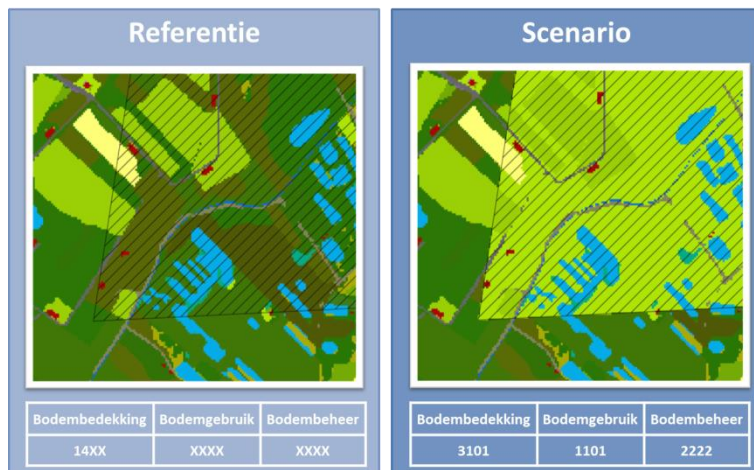 Referentie
Bodembedekking Bodemgebruik Bodembeheer
14XX XXXX XXXX
Scenario
Bodembedekking Bodemgebruik Bodembeheer
3101 1101 2222